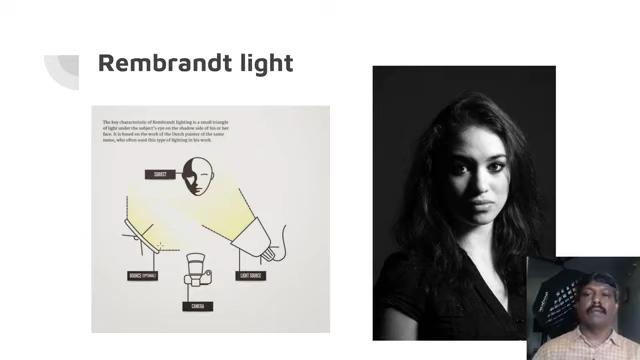 Rembrandt light
The key characteristic of Rembrandt lighting is a small triangle
of light under the subject's eye on the shadow side of his or her
face. It is based on the work of the Dutch painter of the same
name, who often used this type of lighting in his work.
SUBJECT
BOUNCE (OPTIONAL)
LIGHT SOURCE
CAMERA